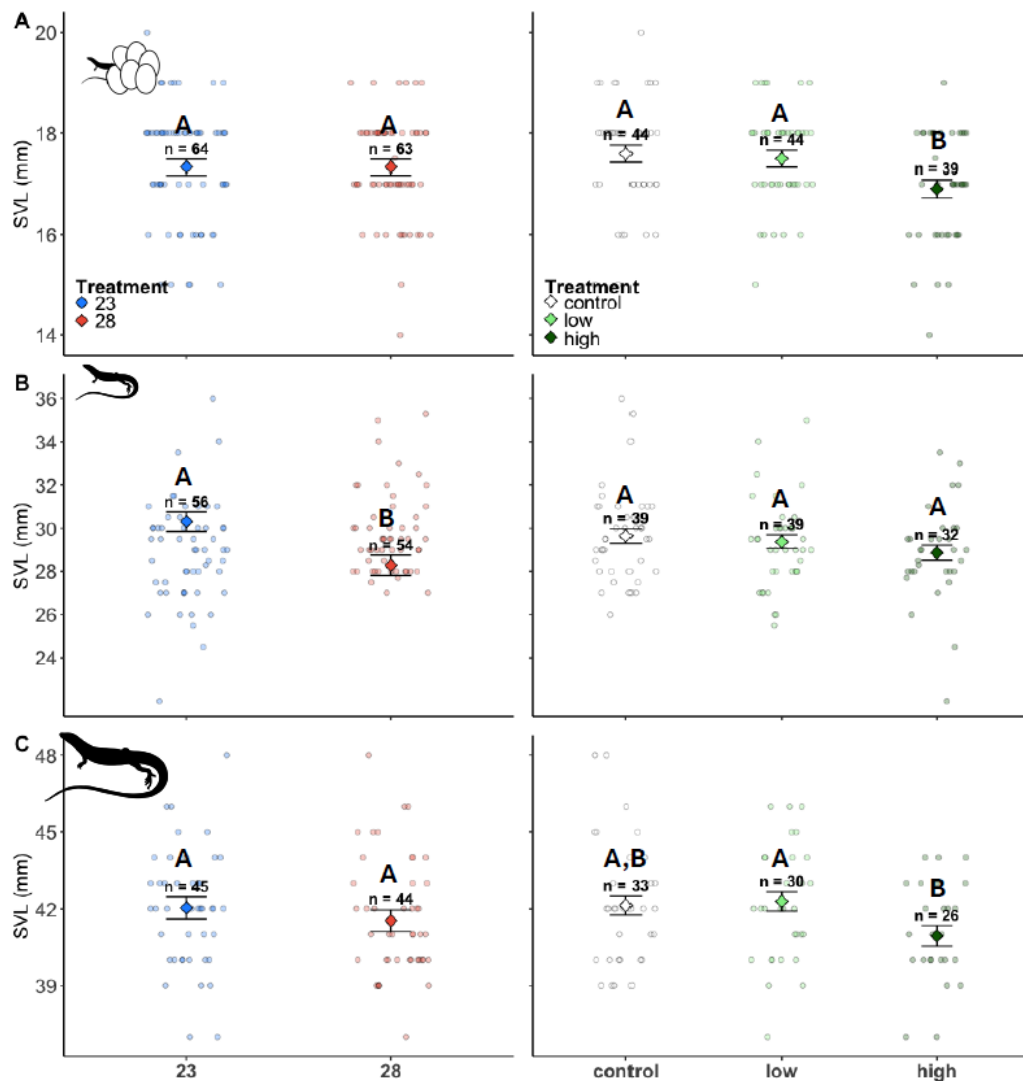 A
20
18
16
14
SVL (mm)
A
n = 64
A
n = 63
Treatment
23
28
A
n = 44
A
n = 44
B
n = 39
Treatment
control
low
high
B
36
34
32
30
28
26
24
SVL (mm)
A
n = 56
B
n = 54
A
n = 39
A
n = 39
A
n = 32
C
48
45
42
39
SVL (mm)
A
n = 45
A
n = 44
A,B
n = 33
A
n = 30
B
n = 26
23
28
control
low
high